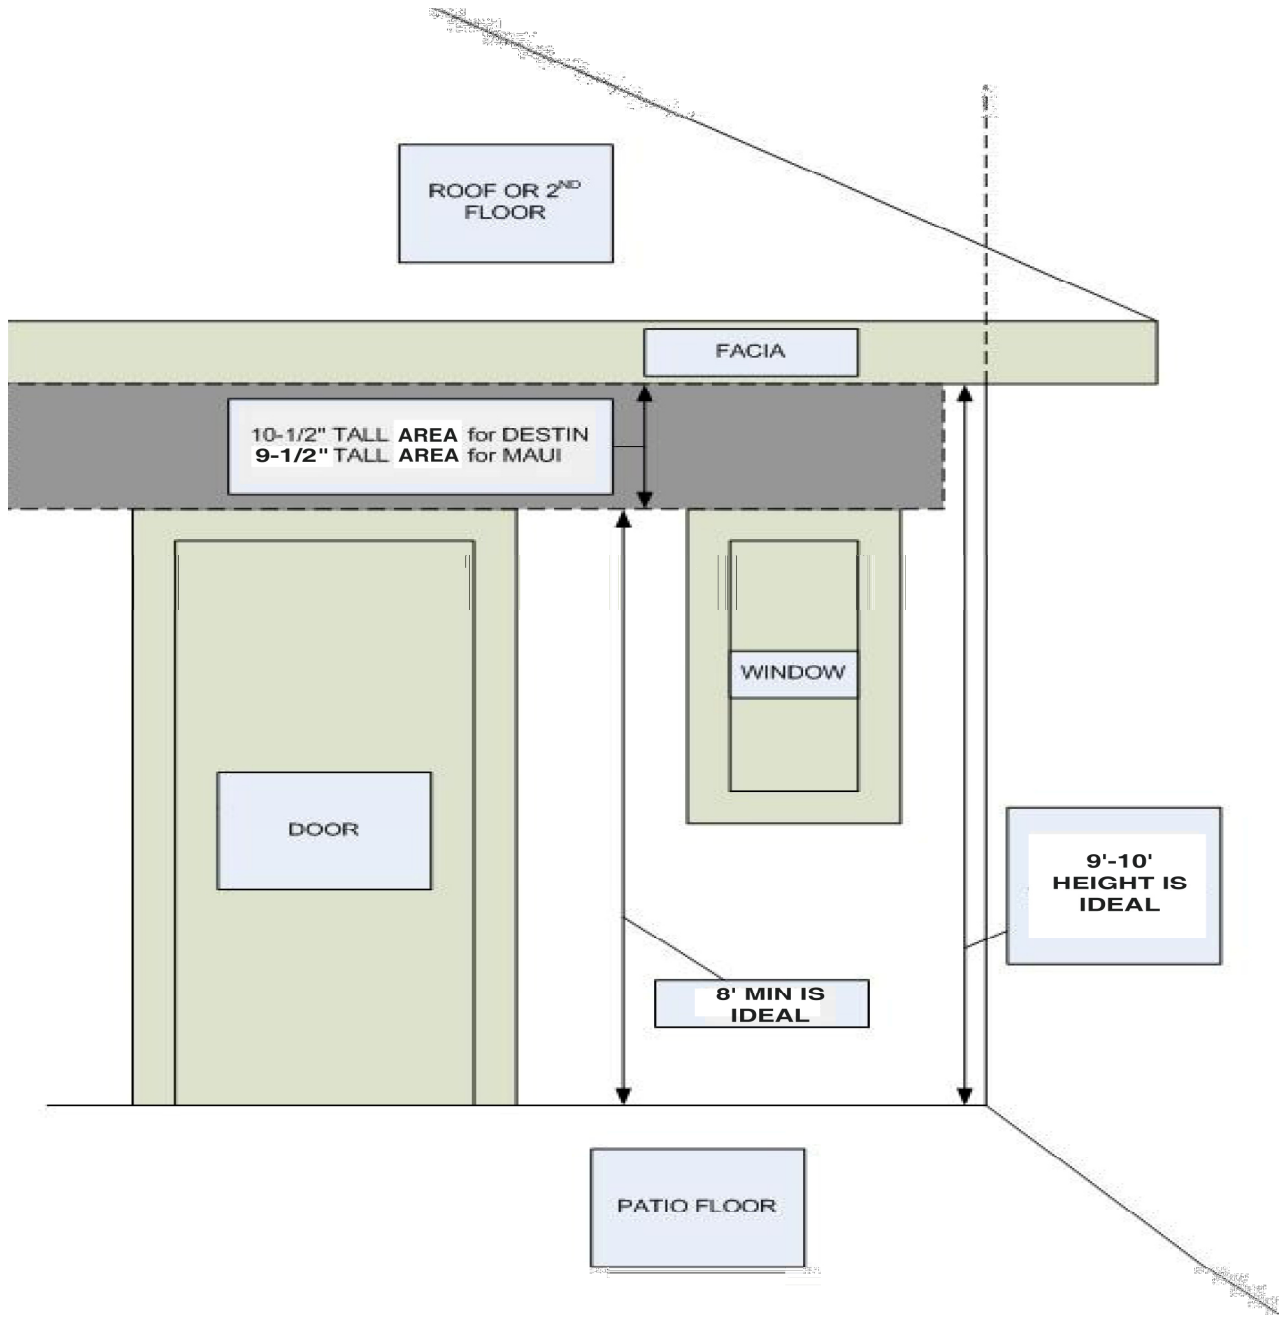 ROOF OR 2ND
FLOOR
FACIA
10-1/2" TALL AREA for DESTIN
9-1/2" TALL AREA for MAUI
WINDOW
DOOR
9'-10'
HEIGHT IS
IDEAL
8' MIN IS
IDEAL
PATIO FLOOR